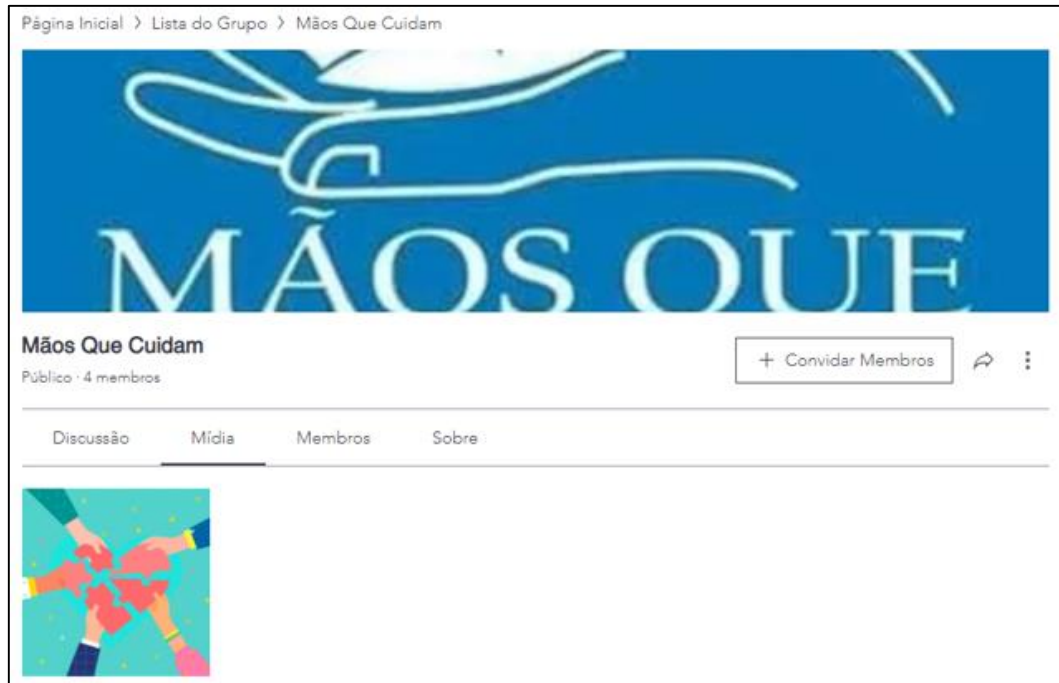 Página Inicial > Lista do Grupo > Mãos Que Cuidam
MÃOS QUE
Mãos Que Cuidam
Público · 4 membros
+ Convidar Membros
Discussão Mídia Membros Sobre